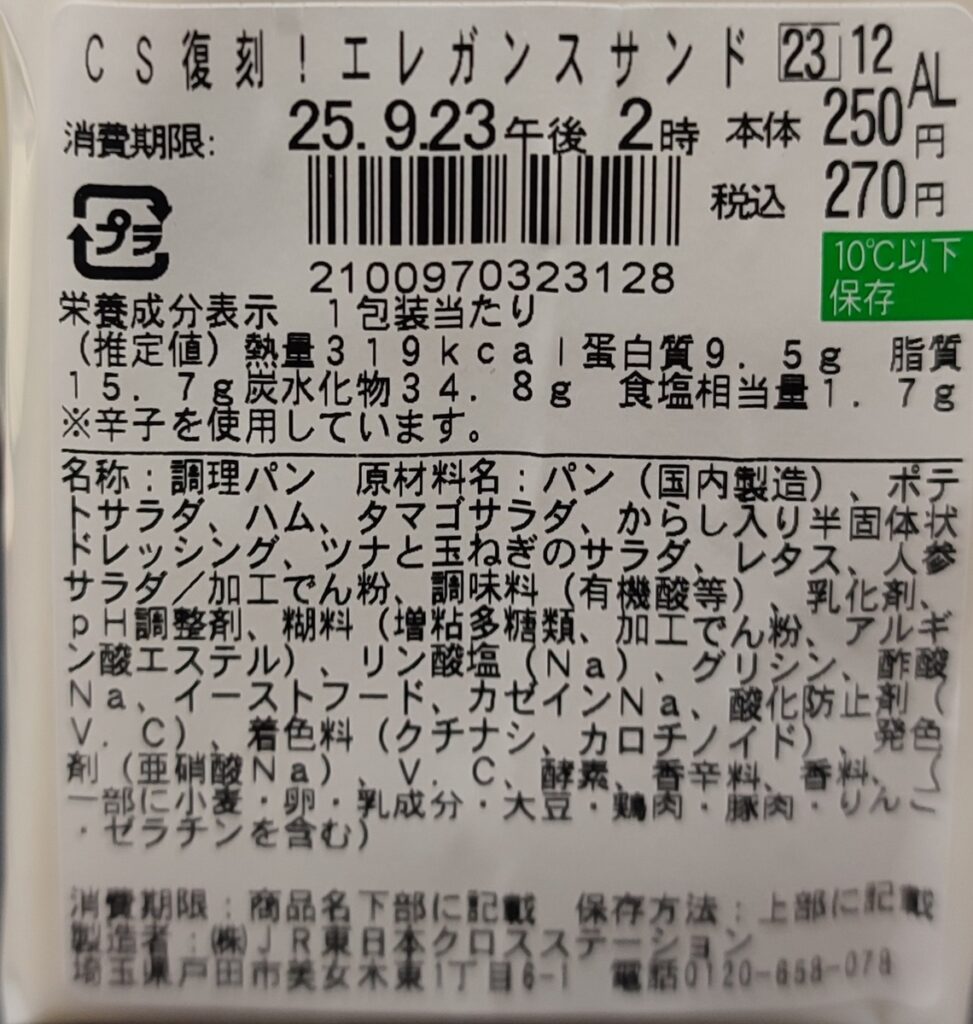 CS復刻!エレガンスサンド 23 12 AL
消費期限: 25. 9.23 午後 2時 本体 250円
税込 270円
プラ
10℃以下
保存
2100970323128
栄養成分表示 1包装当たり
(推定値)熱量319kcal蛋白質9.5g 脂質
15.7g炭水化物34.8g 食塩相当量1.7g
※辛子を使用しています。
名称:調理パン 原材料名:パン(国内製造)、ポテ
トサラダ、ハム、タマゴサラダ、からし入り半固体状
ドレッシング、ツナと玉ねぎのサラダ、レタス、人参
サラダ/加工でん粉、調味料(有機酸等)、乳化剤、
pH調整剤、糊料(増粘多糖類、加工でん粉、アルギ
ン酸エステル)、リン酸塩(Na)、グリシン、酢酸
Na、イーストフード、カゼインNa、酸化防止剤(
V.C)、着色料(クチナシ、カロチノイド)、発色
剤(亜硝酸Na)、V.C、酵素、香辛料、香料、(
一部に小麦・卵・乳成分・大豆・鶏肉・豚肉・りんご
・ゼラチンを含む)
消費期限:商品名下部に記載 保存方法:上部に記載
製造者:㈱JR東日本クロスステーション
埼玉県戸田市美女木東1丁目6-1 電話0120-658-078